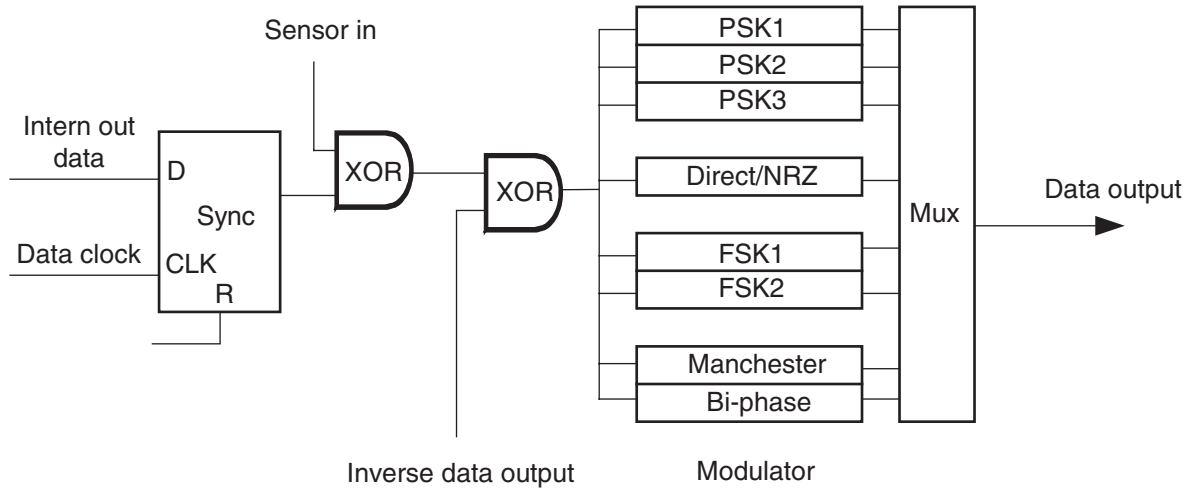 Sensor in
Intern out
data
D
Sync
Data clock
CLK
R
XOR
XOR
Inverse data output
PSK1
PSK2
PSK3
Direct/NRZ
FSK1
FSK2
Manchester
Bi-phase
Modulator
Mux
Data output